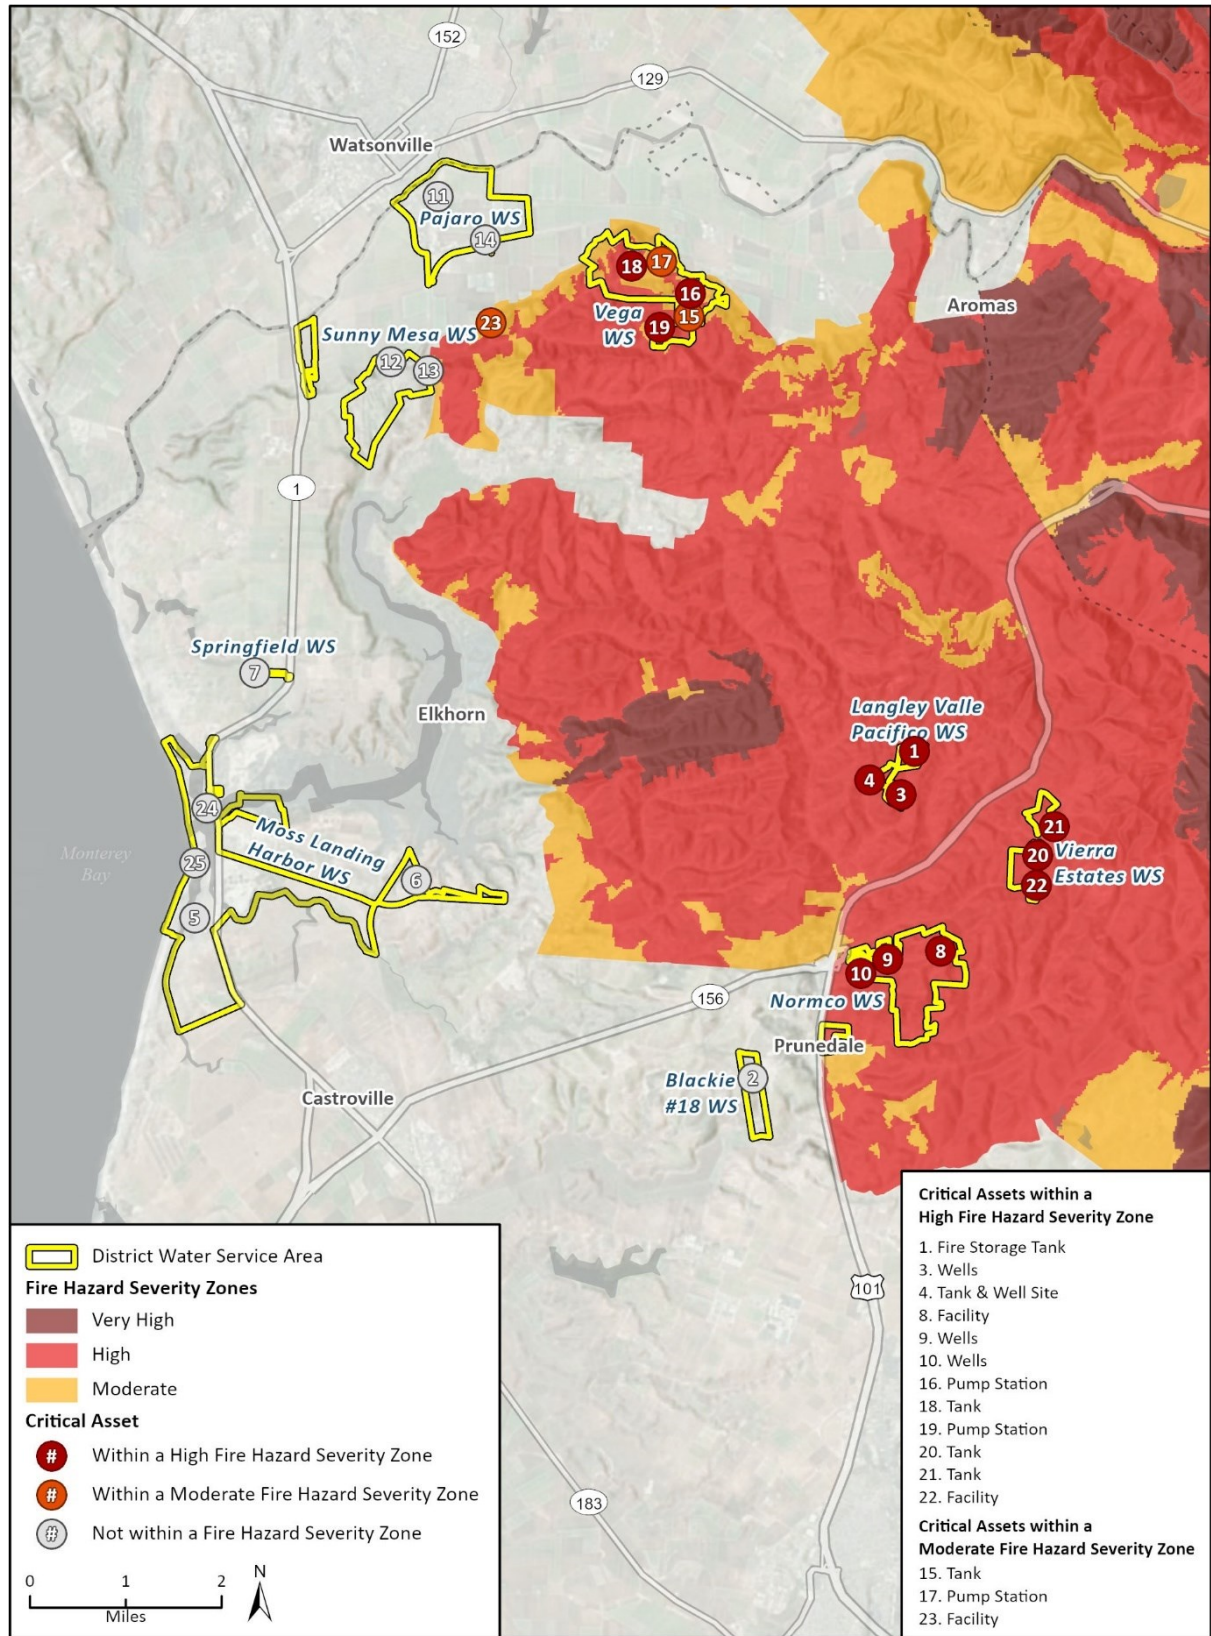 152
129
Watsonville
11
Pajaro WS
14
18
17
16
Aromas
Vega
WS
15
19
23
Sunny Mesa WS
12
13
1
Springfield WS
7
Elkhorn
Langley Valle
Pacifico WS
1
4
3
24
Moss Landing
Harbor WS
Monterey
Bay
25
6
5
21
20
Vierra
Estates WS
22
8
9
10
156
Normco WS
Prunedale
Blackie
#18 WS
2
Castroville
101
183
District Water Service Area
Fire Hazard Severity Zones
Very High
High
Moderate
Critical Asset
# Within a High Fire Hazard Severity Zone
# Within a Moderate Fire Hazard Severity Zone
# Not within a Fire Hazard Severity Zone
0 1 2
Miles
N
Critical Assets within a
High Fire Hazard Severity Zone
1. Fire Storage Tank
3. Wells
4. Tank & Well Site
8. Facility
9. Wells
10. Wells
16. Pump Station
18. Tank
19. Pump Station
20. Tank
21. Tank
22. Facility
Critical Assets within a
Moderate Fire Hazard Severity Zone
15. Tank
17. Pump Station
23. Facility